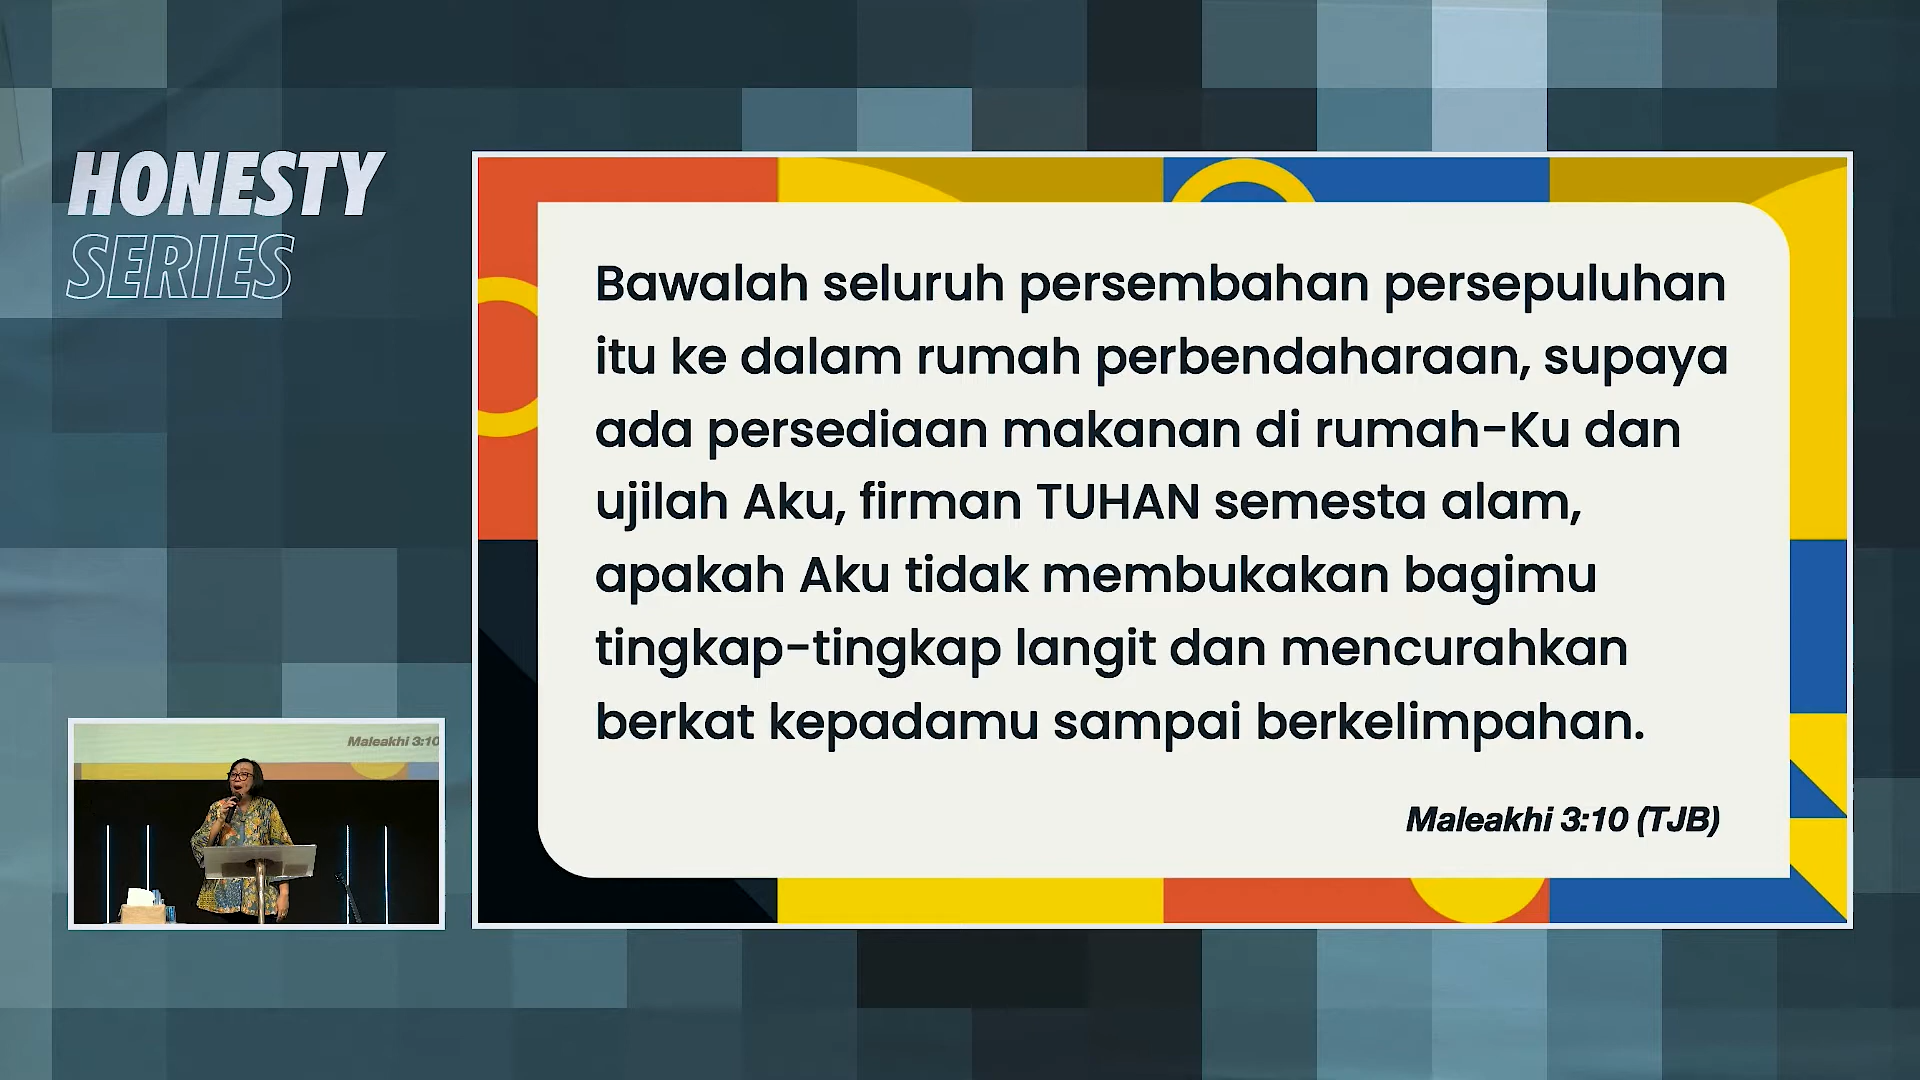 HONESTY
SERIES
Bawalah seluruh persembahan persepuluhan
itu ke dalam rumah perbendaharaan, supaya
ada persediaan makanan di rumah-Ku dan
ujilah Aku, firman TUHAN semesta alam,
apakah Aku tidak membukakan bagimu
tingkap-tingkap langit dan mencurahkan
berkat kepadamu sampai berkelimpahan.
Maleakhi 3:10 (TJB)
Maleakhi 3:10